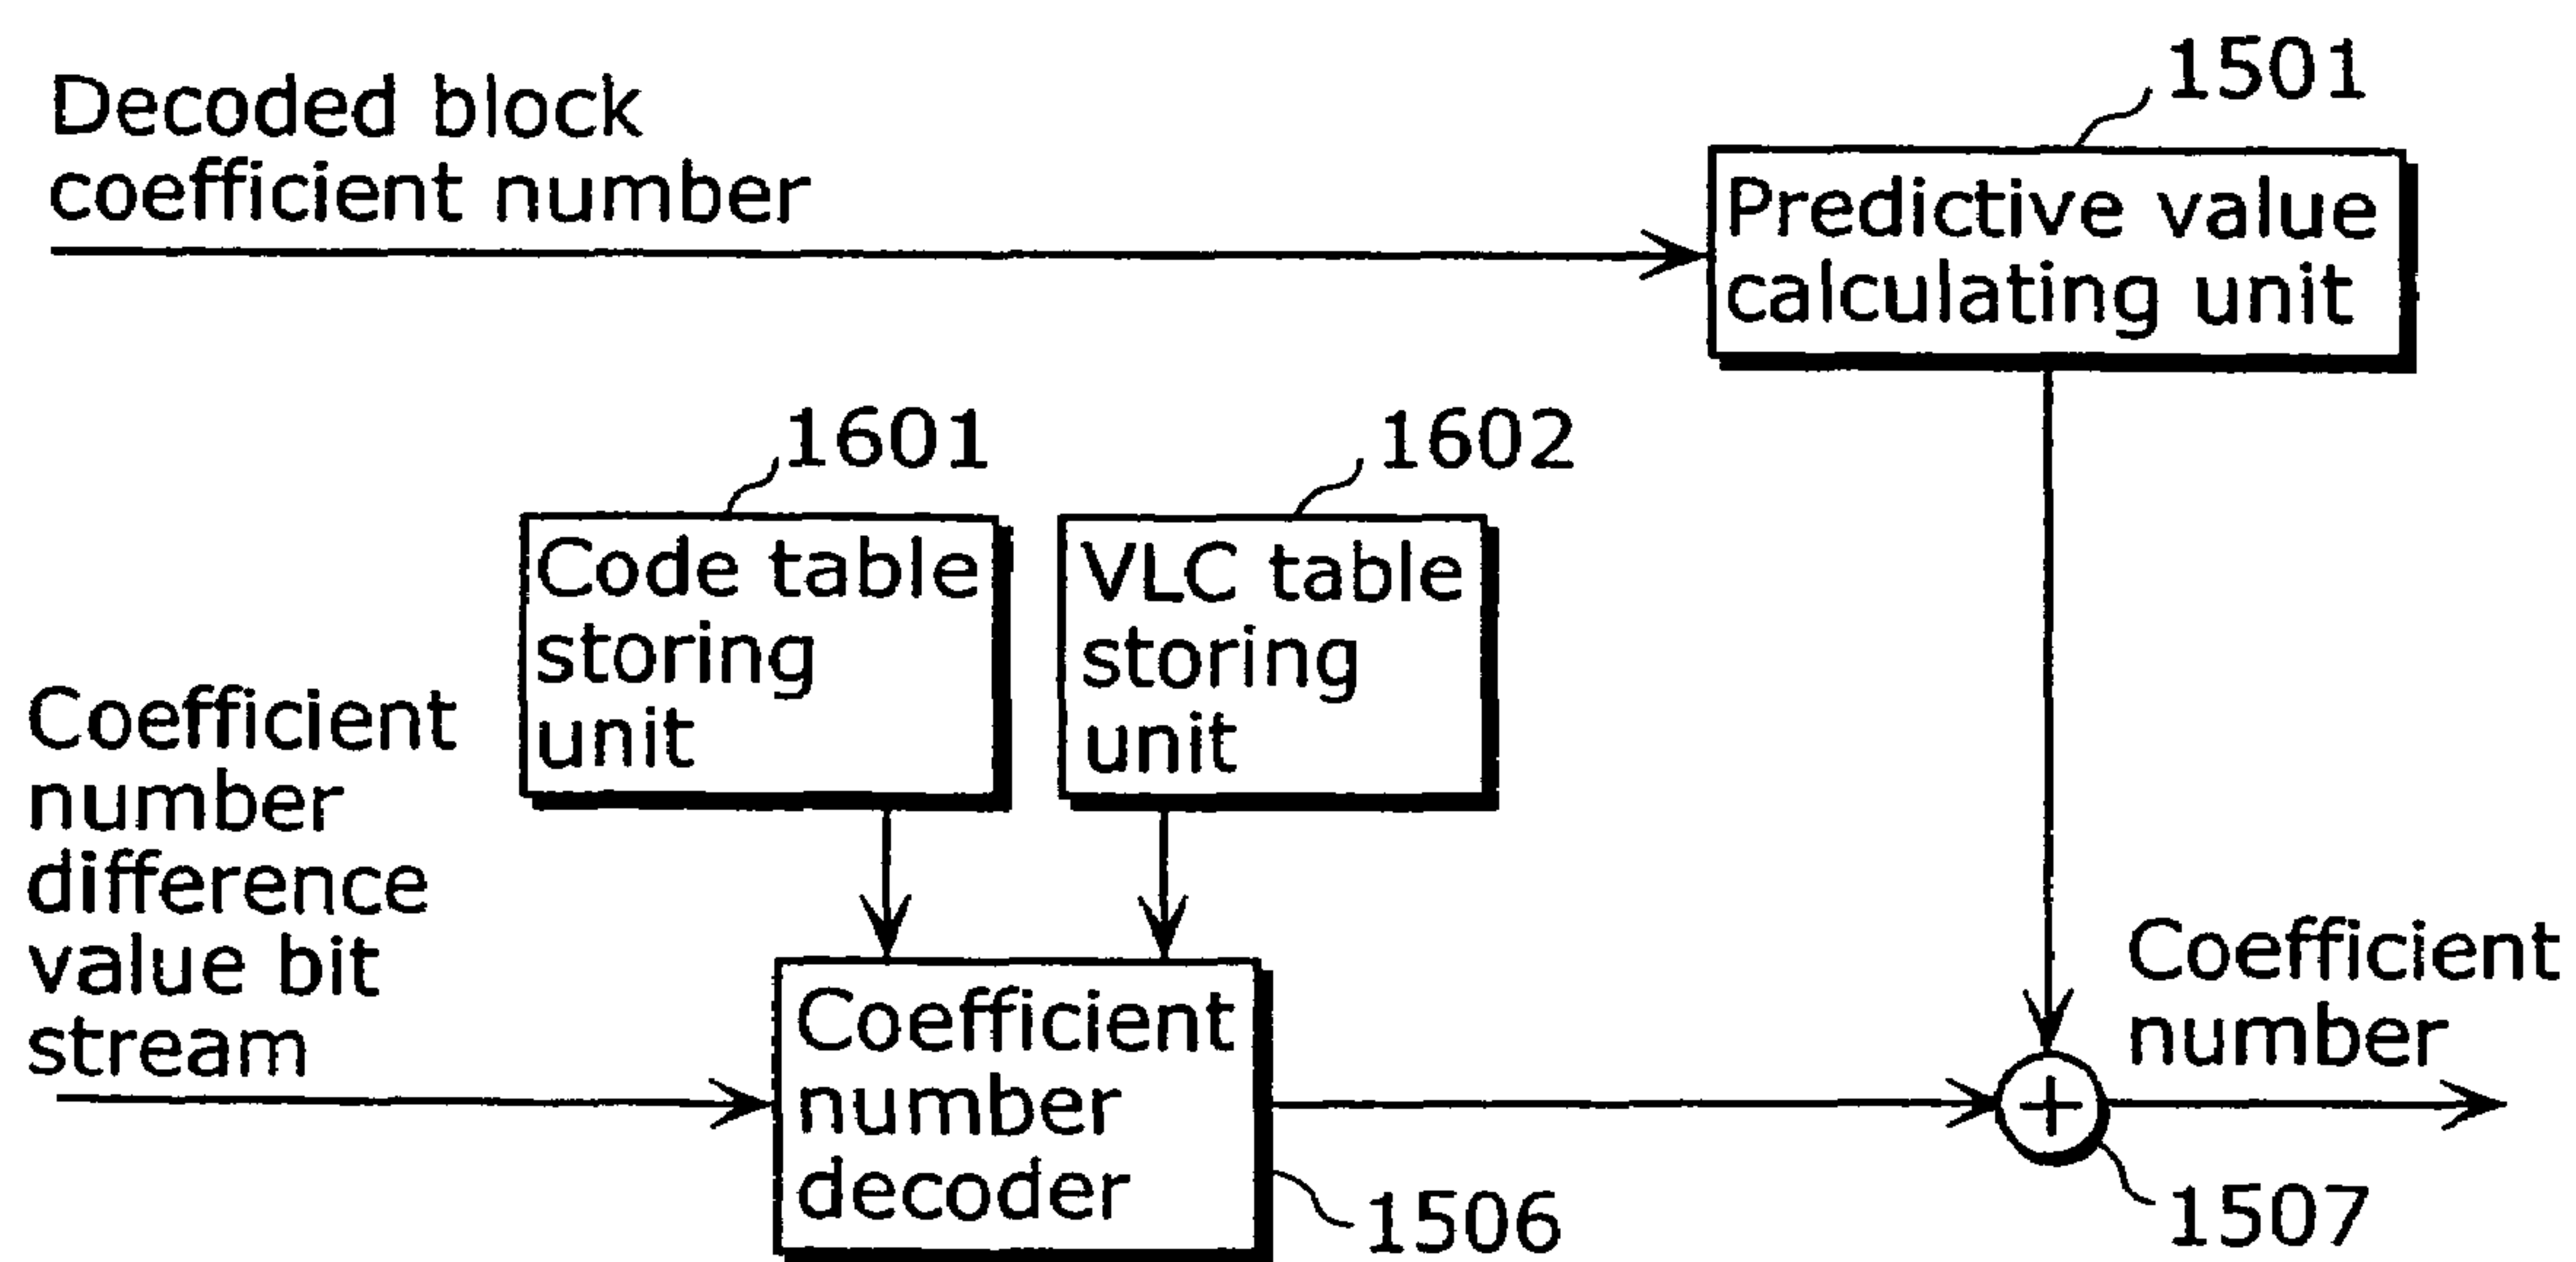 Decoded block
coefficient number
1501
Predictive value
calculating unit
1601
1602
Code table
storing
unit
VLC table
storing
unit
Coefficient
number
difference
value bit
stream
Coefficient
number
decoder
1506
+
Coefficient
number
1507